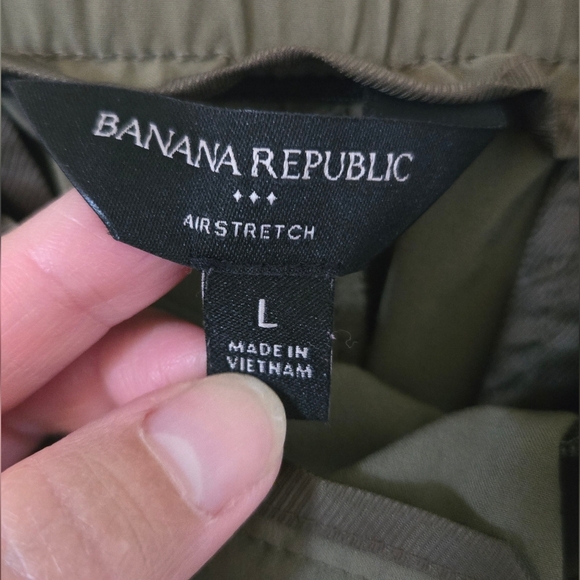 BANANA REPUBLIC
AIRSTRETCH
L
MADE IN
VIETNAM